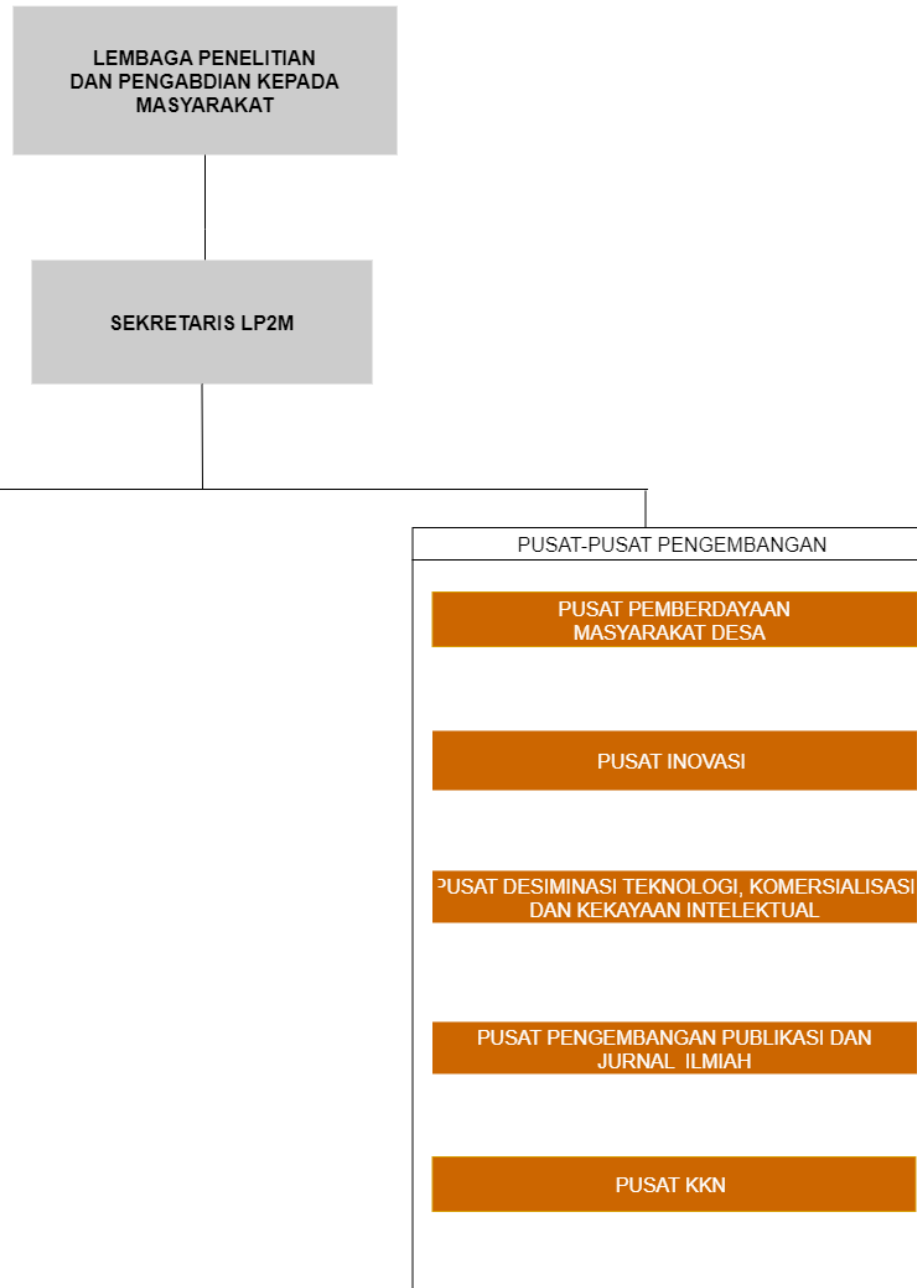 LEMBAGA PENELITIAN
DAN PENGABDIAN KEPADA
MASYARAKAT
SEKRETARIS LP2M
PUSAT-PUSAT PENGEMBANGAN
PUSAT PEMBERDAYAAN
MASYARAKAT DESA
PUSAT INOVASI
PUSAT DESIMINASI TEKNOLOGI, KOMERSIALISASI
DAN KEKAYAAN INTELEKTUAL
PUSAT PENGEMBANGAN PUBLIKASI DAN
JURNAL ILMIAH
PUSAT KKN